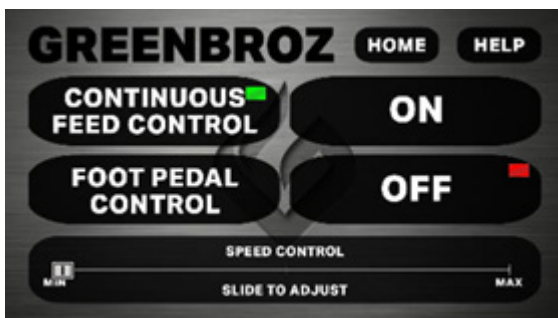 GREENBROZ HOME HELP
CONTINUOUS
FEED CONTROL
ON
FOOT PEDAL
CONTROL
OFF
SPEED CONTROL
MIN
MAX
SLIDE TO ADJUST